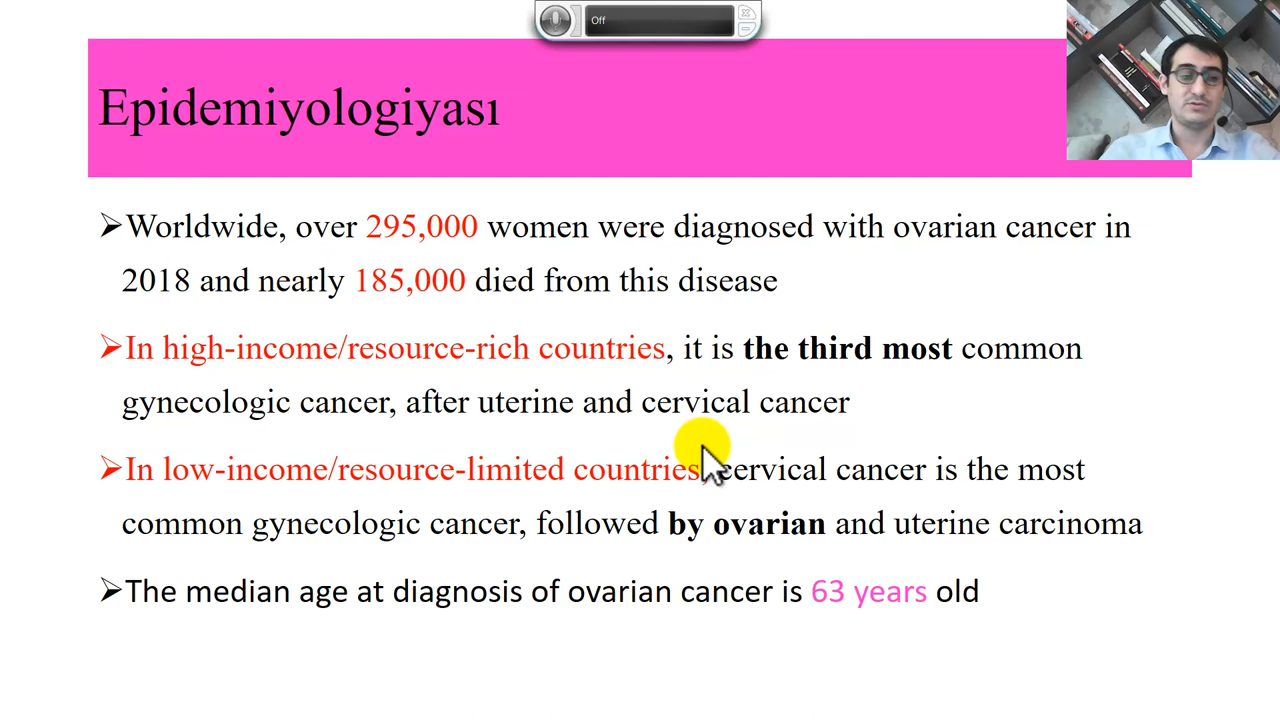 Off
Epidemiyologiyası
➢Worldwide, over 295,000 women were diagnosed with ovarian cancer in
2018 and nearly 185,000 died from this disease
➢In high-income/resource-rich countries, it is the third most common
gynecologic cancer, after uterine and cervical cancer
➢In low-income/resource-limited countries, cervical cancer is the most
common gynecologic cancer, followed by ovarian and uterine carcinoma
➢The median age at diagnosis of ovarian cancer is 63 years old